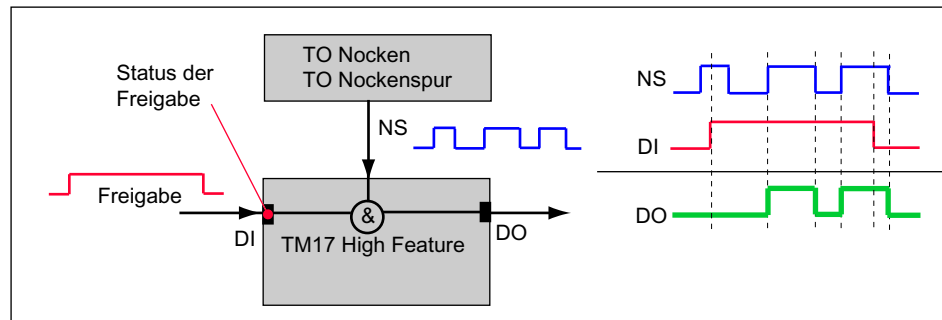 TO Nocken
TO Nockenspur
Status der
Freigabe
NS
Freigabe
DI
&
DO
TM17 High Feature
NS
DI
DO